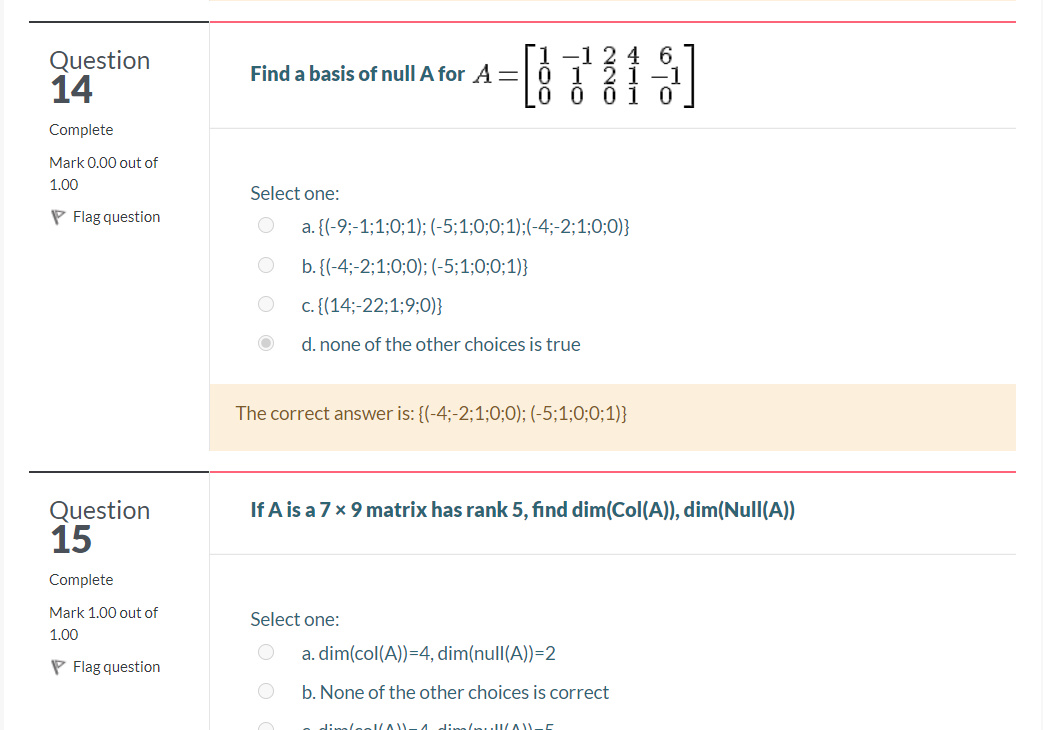 Question
14
Complete
Mark 0.00 out of
1.00
Flag question
Find a basis of null A for A = [1 -1 2 4 6
0 1 2 1 -1
0 0 0 1 0]
Select one:
a. {(-9;-1;1;0;1); (-5;1;0;0;1);(-4;-2;1;0;0)}
b. {(-4;-2;1;0;0); (-5;1;0;0;1)}
c. {(14;-22;1;9;0)}
d. none of the other choices is true
The correct answer is: {(-4;-2;1;0;0); (-5;1;0;0;1)}
Question
15
Complete
Mark 1.00 out of
1.00
Flag question
If A is a 7 × 9 matrix has rank 5, find dim(Col(A)), dim(Null(A))
Select one:
a. dim(col(A))=4, dim(null(A))=2
b. None of the other choices is correct
c. dim(col(A))=4, dim(null(A))=5